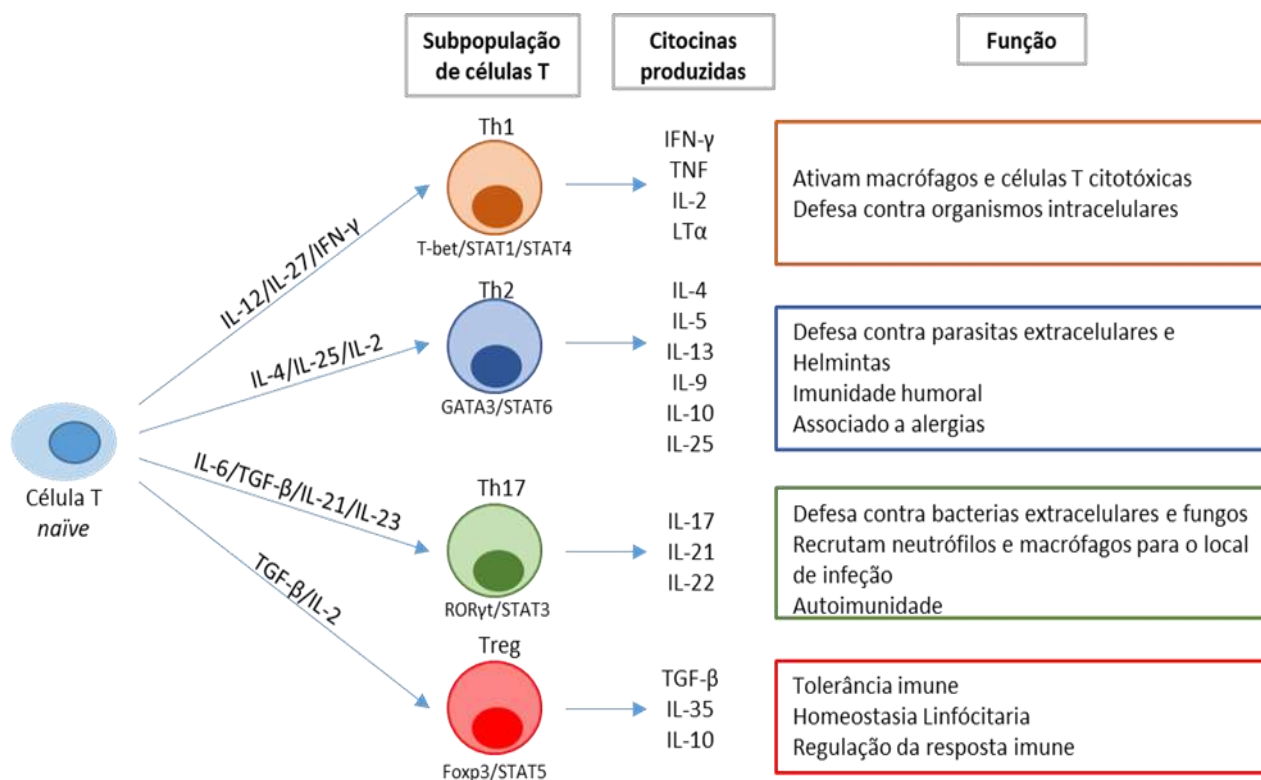 Subpopulação
de células T
Citocinas
produzidas
Função
Th1
T-bet/STAT1/STAT4
IL-12/IL-27/IFN-γ
IFN-γ
TNF
IL-2
LTα
Ativam macrófagos e células T citotóxicas
Defesa contra organismos intracelulares
Th2
GATA3/STAT6
IL-4/IL-25/IL-2
IL-4
IL-5
IL-13
IL-9
IL-10
IL-25
Defesa contra parasitas extracelulares e
Helmintas
Imunidade humoral
Associado a alergias
Célula T
naïve
IL-6/TGF-β/IL-21/IL-23
Th17
RORγt/STAT3
IL-17
IL-21
IL-22
Defesa contra bacterias extracelulares e fungos
Recrutam neutrófilos e macrófagos para o local
de infeção
Autoimunidade
TGF-β/IL-2
Treg
Foxp3/STAT5
TGF-β
IL-35
IL-10
Tolerância imune
Homeostasia Linfócitaria
Regulação da resposta imune